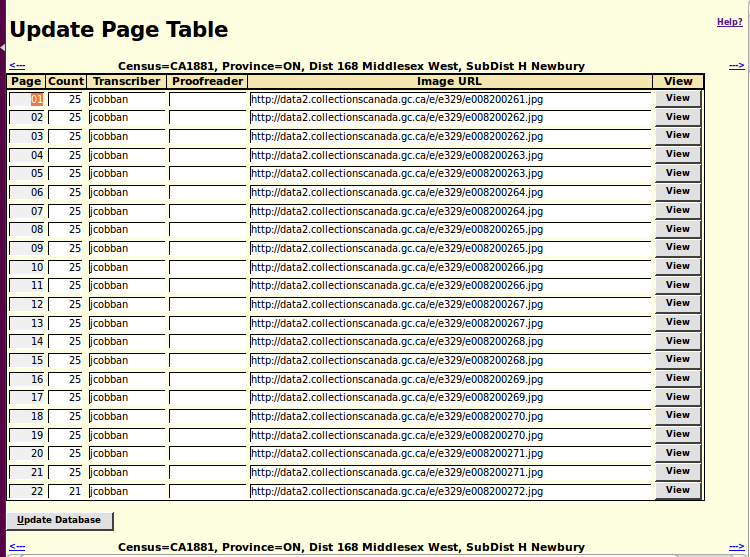 Update Page Table
Help?
<--- Census=CA1881, Province=ON, Dist 168 Middlesex West, SubDist H Newbury --->
Page Count Transcriber Proofreader Image URL View
01 25 jcobban http://data2.collectionscanada.gc.ca/e/e329/e008200261.jpg View
02 25 jcobban http://data2.collectionscanada.gc.ca/e/e329/e008200262.jpg View
03 25 jcobban http://data2.collectionscanada.gc.ca/e/e329/e008200262.jpg View
04 25 jcobban http://data2.collectionscanada.gc.ca/e/e329/e008200263.jpg View
05 25 jcobban http://data2.collectionscanada.gc.ca/e/e329/e008200263.jpg View
06 25 jcobban http://data2.collectionscanada.gc.ca/e/e329/e008200264.jpg View
07 25 jcobban http://data2.collectionscanada.gc.ca/e/e329/e008200264.jpg View
08 25 jcobban http://data2.collectionscanada.gc.ca/e/e329/e008200265.jpg View
09 25 jcobban http://data2.collectionscanada.gc.ca/e/e329/e008200265.jpg View
10 25 jcobban http://data2.collectionscanada.gc.ca/e/e329/e008200266.jpg View
11 25 jcobban http://data2.collectionscanada.gc.ca/e/e329/e008200266.jpg View
12 25 jcobban http://data2.collectionscanada.gc.ca/e/e329/e008200267.jpg View
13 25 jcobban http://data2.collectionscanada.gc.ca/e/e329/e008200267.jpg View
14 25 jcobban http://data2.collectionscanada.gc.ca/e/e329/e008200268.jpg View
15 25 jcobban http://data2.collectionscanada.gc.ca/e/e329/e008200268.jpg View
16 25 jcobban http://data2.collectionscanada.gc.ca/e/e329/e008200269.jpg View
17 25 jcobban http://data2.collectionscanada.gc.ca/e/e329/e008200269.jpg View
18 25 jcobban http://data2.collectionscanada.gc.ca/e/e329/e008200270.jpg View
19 25 jcobban http://data2.collectionscanada.gc.ca/e/e329/e008200270.jpg View
20 25 jcobban http://data2.collectionscanada.gc.ca/e/e329/e008200271.jpg View
21 25 jcobban http://data2.collectionscanada.gc.ca/e/e329/e008200271.jpg View
22 21 jcobban http://data2.collectionscanada.gc.ca/e/e329/e008200272.jpg View
Update Database
<--- Census=CA1881, Province=ON, Dist 168 Middlesex West, SubDist H Newbury --->